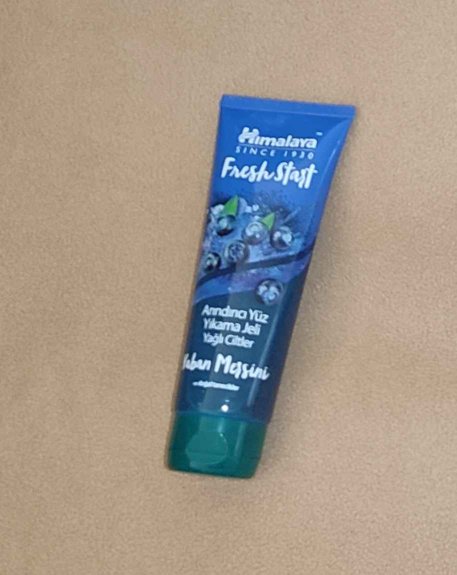 Himalaya
SINCE 1930
Fresh Start
Arındırıcı Yüz
Yıkama Jeli
Yağlı Ciltler
Yaban Mersini